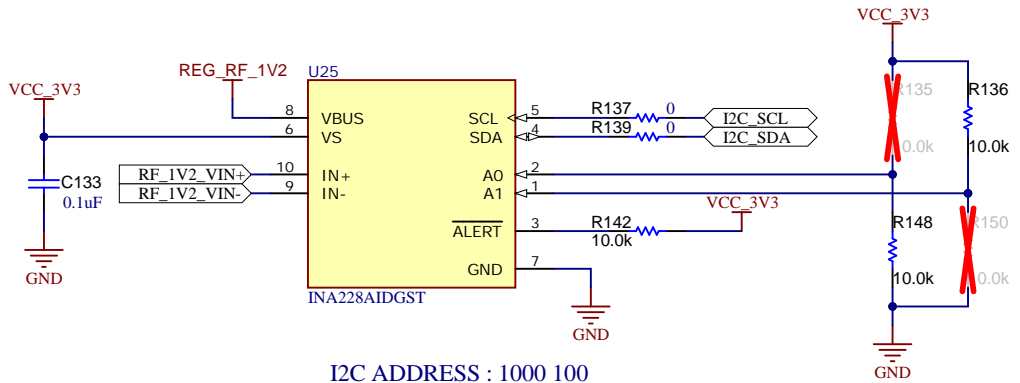 VCC_3V3
REG_RF_1V2
U25
VCC_3V3
R135
R136
10.0k
10.0k
8 VBUS
6 VS
10 IN+
9 IN-
SCL 5
SDA 4
A0 2
A1 1
ALERT 3
GND 7
R137 0 I2C_SCL
R139 0 I2C_SDA
RF_1V2_VIN+
RF_1V2_VIN-
C133
0.1uF
GND
R142
10.0k
VCC_3V3
R148
R150
10.0k
10.0k
GND
GND
INA228AIDGST
I2C ADDRESS : 1000 100